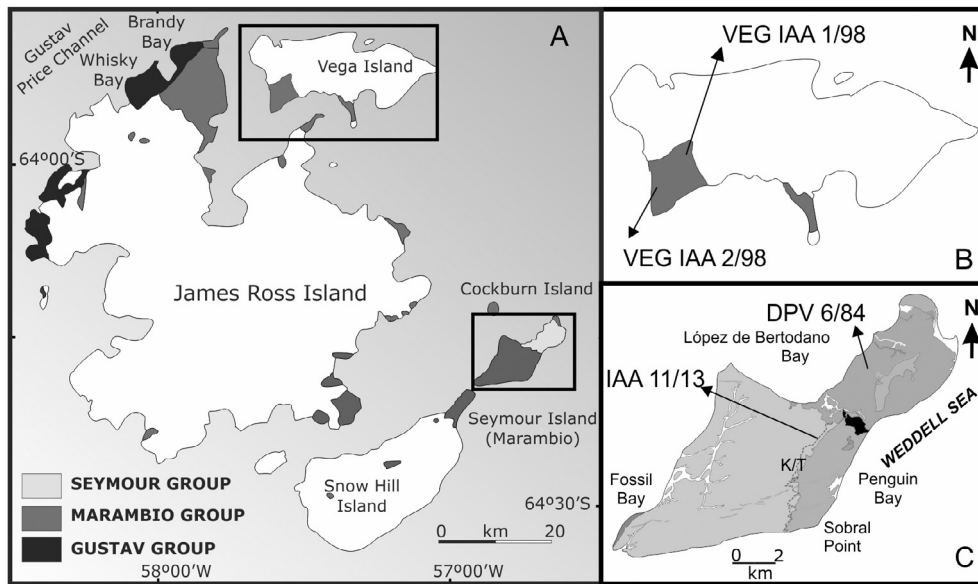 A
Gustav
Price Channel
Brandy
Bay
Whisky
Bay
Vega Island
64º00'S
James Ross Island
Cockburn Island
Seymour Island
(Marambio)
Snow Hill
Island
64º30'S
SEYMOUR GROUP
MARAMBIO GROUP
GUSTAV GROUP
0 km 20
58º00'W
57º00'W
VEG IAA 1/98
N
VEG IAA 2/98
B
DPV 6/84
N
López de Bertodano
Bay
IAA 11/13
WEDDELL SEA
K/T
Fossil
Bay
Penguin
Bay
Sobral
Point
0 2
km
C